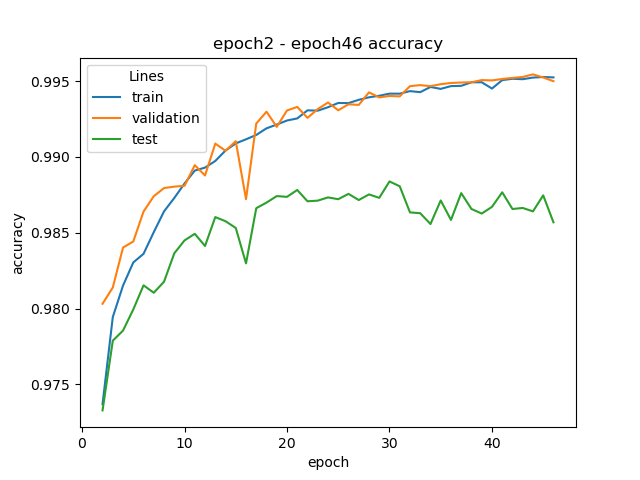 epoch2 - epoch46 accuracy
Lines
train
validation
test
0.995
0.990
0.985
0.980
0.975
accuracy
0
10
20
30
40
epoch